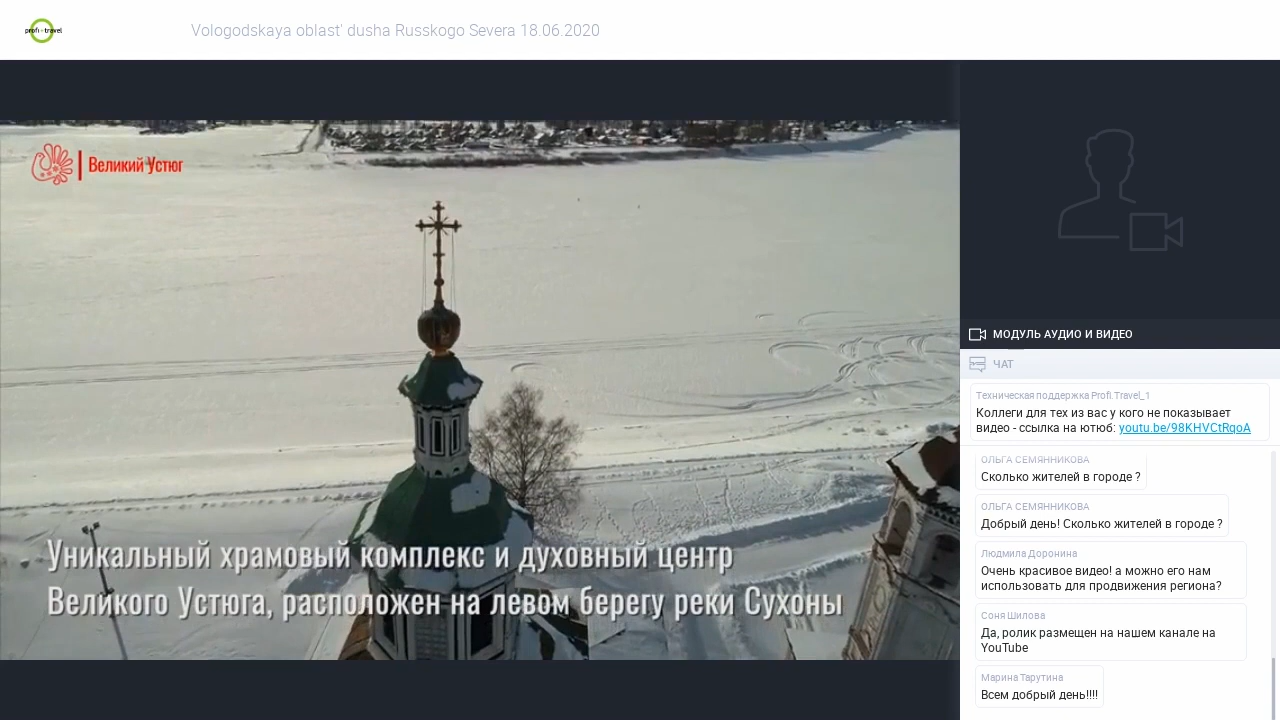 profi travel
Vologodskaya oblast' dusha Russkogo Severa 18.06.2020
Великий Устюг
Уникальный храмовый комплекс и духовный центр
Великого Устюга, расположен на левом берегу реки Сухоны
МОДУЛЬ АУДИО И ВИДЕО
ЧАТ
Техническая поддержка Profi.Travel_1
Коллеги для тех из вас у кого не показывает
видео - ссылка на ютюб: youtu.be/98KHVCtRqoA
ОЛЬГА СЕМЯННИКОВА
Сколько жителей в городе ?
ОЛЬГА СЕМЯННИКОВА
Добрый день! Сколько жителей в городе ?
Людмила Доронина
Очень красивое видео! а можно его нам
использовать для продвижения региона?
Соня Шилова
Да, ролик размещен на нашем канале на
YouTube
Марина Тарутина
Всем добрый день!!!!